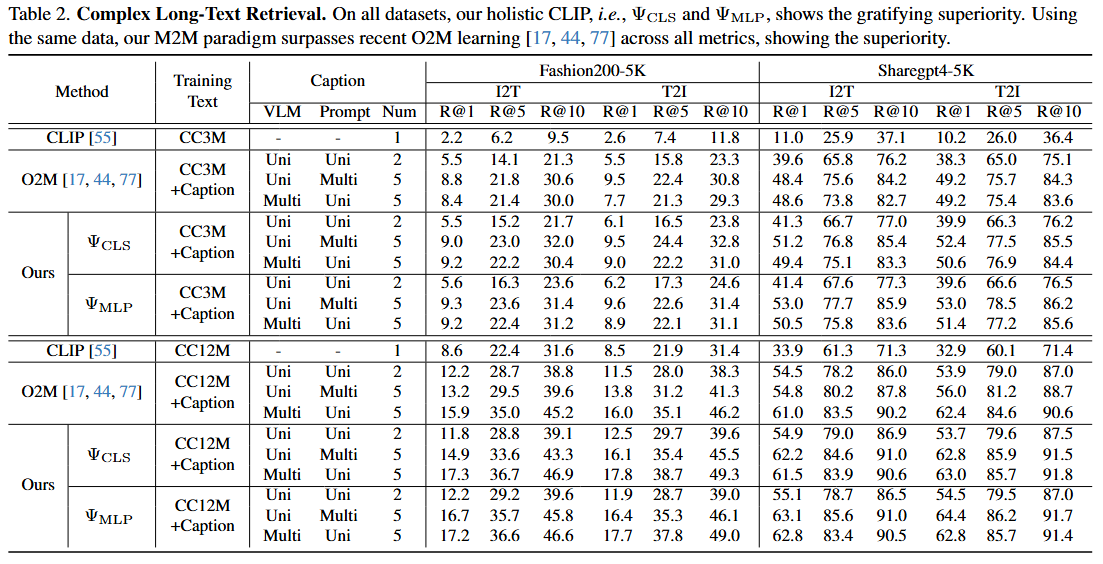 Table 2. Complex Long-Text Retrieval. On all datasets, our holistic CLIP, i.e., Ψ_CLS and Ψ_MLP, shows the gratifying superiority. Using
the same data, our M2M paradigm surpasses recent O2M learning [17, 44, 77] across all metrics, showing the superiority.
Method Training Text Caption Fashion200-5K Sharegpt4-5K
I2T T2I I2T T2I
VLM Prompt Num R@1 R@5 R@10 R@1 R@5 R@10 R@1 R@5 R@10 R@1 R@5 R@10
CLIP [55] CC3M - - 1 2.2 6.2 9.5 2.6 7.4 11.8 11.0 25.9 37.1 10.2 26.0 36.4
O2M [17, 44, 77] CC3M +Caption Uni Uni 2 5.5 14.1 21.3 5.5 15.8 23.3 39.6 65.8 76.2 38.3 65.0 75.1
Uni Multi 5 8.8 21.8 30.6 9.5 22.4 30.8 48.4 75.6 84.2 49.2 75.7 84.3
Multi Uni 5 8.4 21.4 30.0 7.7 21.3 29.3 48.6 73.8 82.7 49.2 75.4 83.6
Ours Ψ_CLS CC3M +Caption Uni Uni 2 5.5 15.2 21.7 6.1 16.5 23.8 41.3 66.7 77.0 39.9 66.3 76.2
Uni Multi 5 9.0 23.0 32.0 9.5 24.4 32.8 51.2 76.8 85.4 52.4 77.5 85.5
Multi Uni 5 9.2 22.2 30.4 9.0 22.2 31.0 49.4 75.1 83.3 50.6 76.9 84.4
Ψ_MLP CC3M +Caption Uni Uni 2 5.6 16.3 23.6 6.2 17.3 24.6 41.4 67.6 77.3 39.6 66.6 76.5
Uni Multi 5 9.3 23.6 31.4 9.6 22.6 31.4 53.0 77.7 85.9 53.0 78.5 86.2
Multi Uni 5 9.2 22.4 31.2 8.9 22.1 31.1 50.5 75.8 83.6 51.4 77.2 85.6
CLIP [55] CC12M - - 1 8.6 22.4 31.6 8.5 21.9 31.4 33.9 61.3 71.3 32.9 60.1 71.4
O2M [17, 44, 77] CC12M +Caption Uni Uni 2 12.2 28.7 38.8 11.5 28.0 38.3 54.5 78.2 86.0 53.9 79.0 87.0
Uni Multi 5 13.2 29.5 39.6 13.8 31.2 41.3 54.8 80.2 87.8 56.0 81.2 88.7
Multi Uni 5 15.9 35.0 45.2 16.0 35.1 46.2 61.0 83.5 90.2 62.4 84.6 90.6
Ours Ψ_CLS CC12M +Caption Uni Uni 2 11.8 28.8 39.1 12.5 29.7 39.6 54.9 79.0 86.9 53.7 79.6 87.5
Uni Multi 5 14.9 33.6 43.3 16.1 35.4 45.5 62.2 84.6 91.0 62.8 85.9 91.5
Multi Uni 5 17.3 36.7 46.9 17.8 38.7 49.3 61.5 83.9 90.6 63.0 85.7 91.8
Ψ_MLP CC12M +Caption Uni Uni 2 12.2 29.2 39.6 11.9 28.7 39.0 55.1 78.7 86.5 54.5 79.5 87.0
Uni Multi 5 16.7 35.7 45.8 16.4 35.3 46.1 63.1 85.6 91.0 64.4 86.2 91.7
Multi Uni 5 17.2 36.6 46.6 17.7 37.8 49.0 62.8 83.4 90.5 62.8 85.7 91.4